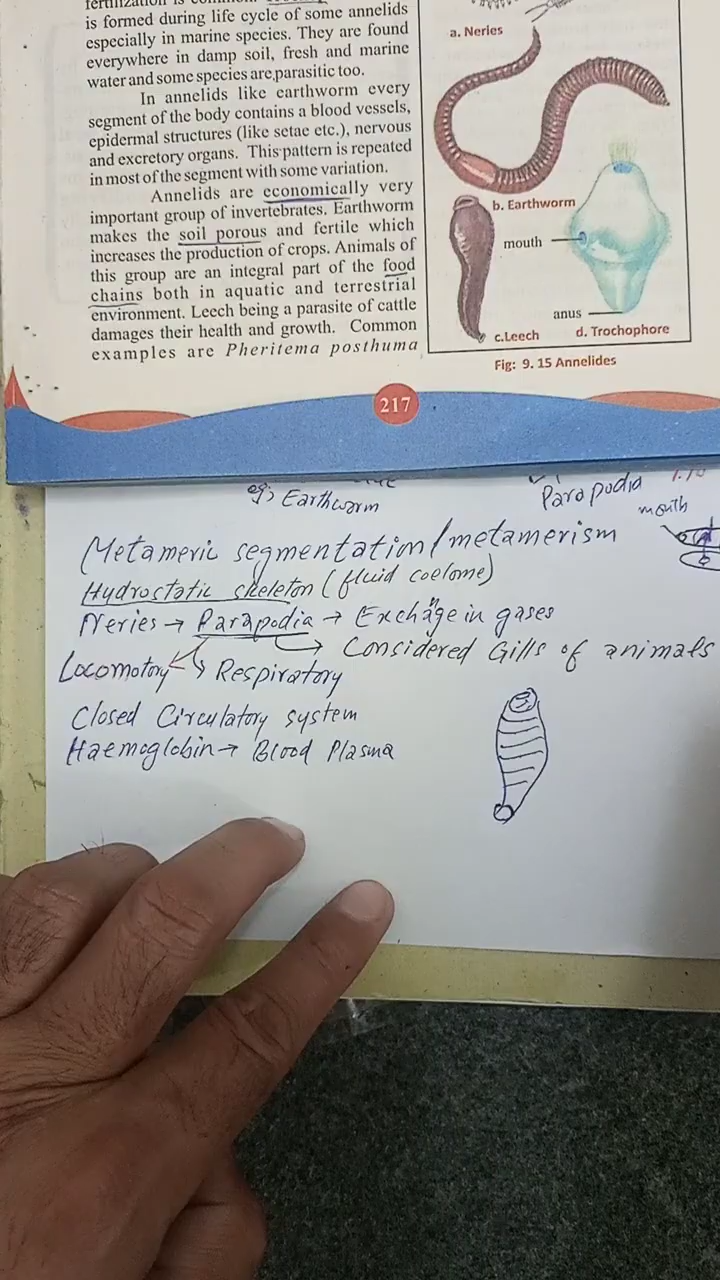 fertilization is common
is formed during life cycle of some annelids
especially in marine species. They are found
everywhere in damp soil, fresh and marine
water and some species are parasitic too.
In annelids like earthworm every
segment of the body contains a blood vessels,
epidermal structures (like setae etc.), nervous
and excretory organs. This pattern is repeated
in most of the segment with some variation.
Annelids are economically very
important group of invertebrates. Earthworm
makes the soil porous and fertile which
increases the production of crops. Animals of
this group are an integral part of the food
chains both in aquatic and terrestrial
environment. Leech being a parasite of cattle
damages their health and growth. Common
examples are Pheritema posthuma
a. Neries
b. Earthworm
mouth
anus
c.Leech
d. Trochophore
Fig: 9. 15 Annelides
217
eg; Earthworm
Parapodia
mouth
Metameric segmentation/metamerism
Hydrostatic skeleton (fluid coelome)
Neries → Parapodia → Exchage in gases
n
Considered Gills of animals
Locomotory
Respiratory
Closed Circulatory system
Haemoglobin → Blood Plasma